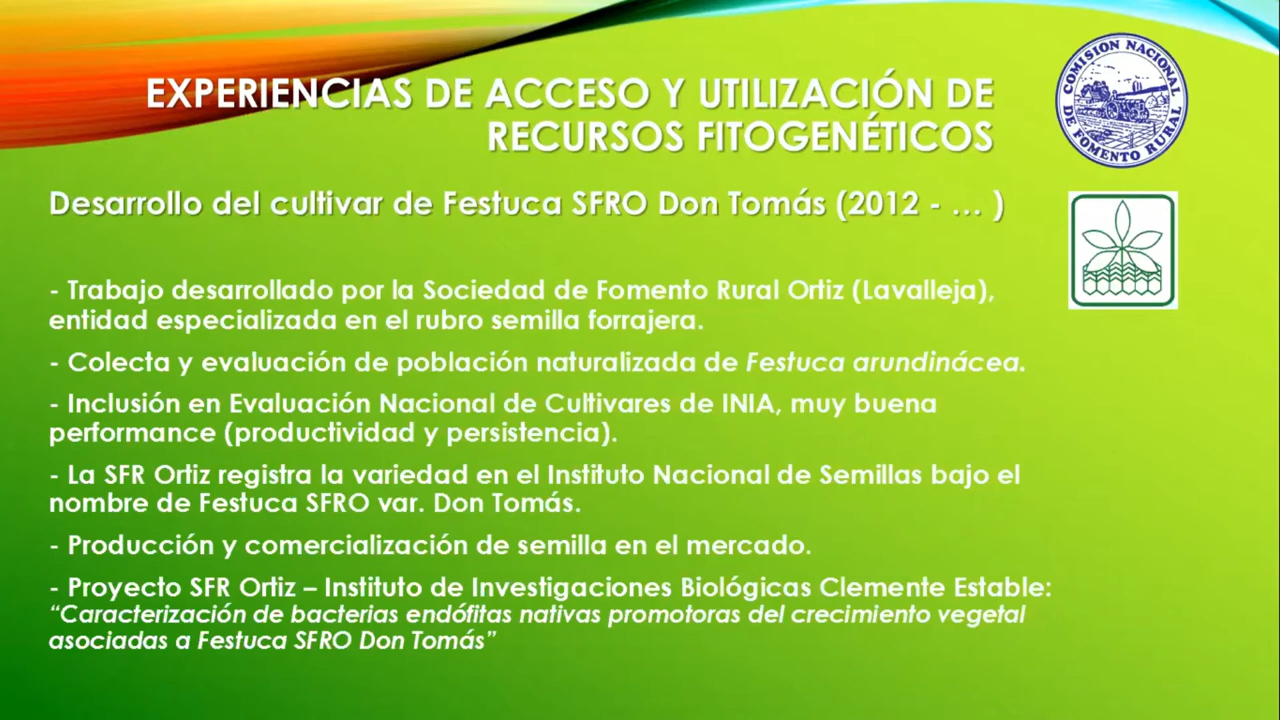 EXPERIENCIAS DE ACCESO Y UTILIZACIÓN DE
RECURSOS FITOGENÉTICOS
COMISION NACIONAL
DE FOMENTO RURAL
Desarrollo del cultivar de Festuca SFRO Don Tomás (2012 - ... )
- Trabajo desarrollado por la Sociedad de Fomento Rural Ortiz (Lavalleja),
entidad especializada en el rubro semilla forrajera.
- Colecta y evaluación de población naturalizada de Festuca arundinácea.
- Inclusión en Evaluación Nacional de Cultivares de INIA, muy buena
performance (productividad y persistencia).
- La SFR Ortiz registra la variedad en el Instituto Nacional de Semillas bajo el
nombre de Festuca SFRO var. Don Tomás.
- Producción y comercialización de semilla en el mercado.
- Proyecto SFR Ortiz – Instituto de Investigaciones Biológicas Clemente Estable:
“Caracterización de bacterias endófitas nativas promotoras del crecimiento vegetal
asociadas a Festuca SFRO Don Tomás”